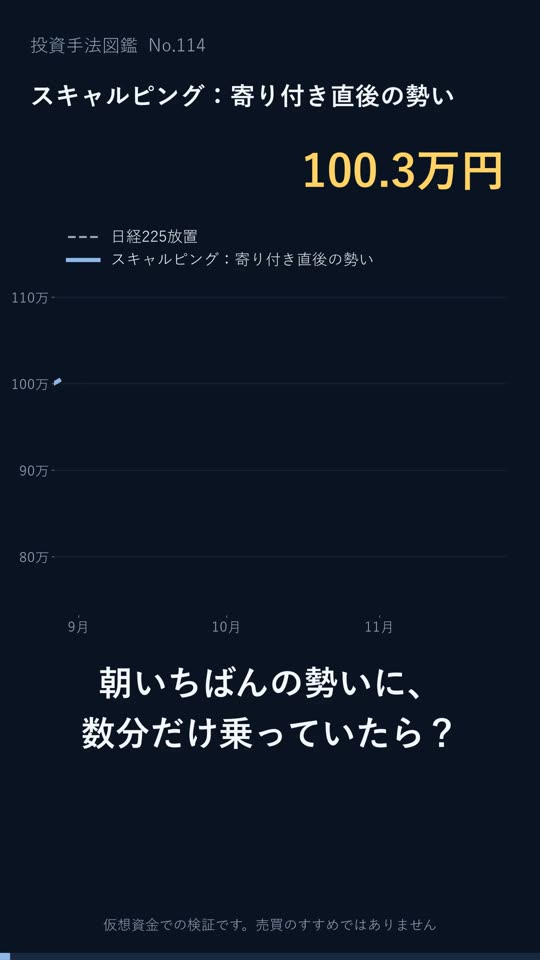 投資手法図鑑 No.114
スキャルピング：寄り付き直後の勢い
100.3万円
日経225放置
スキャルピング：寄り付き直後の勢い
110万
100万
90万
80万
9月 10月 11月
朝いちばんの勢いに、
数分だけ乗っていたら？
仮想資金での検証です。売買のすすめではありません